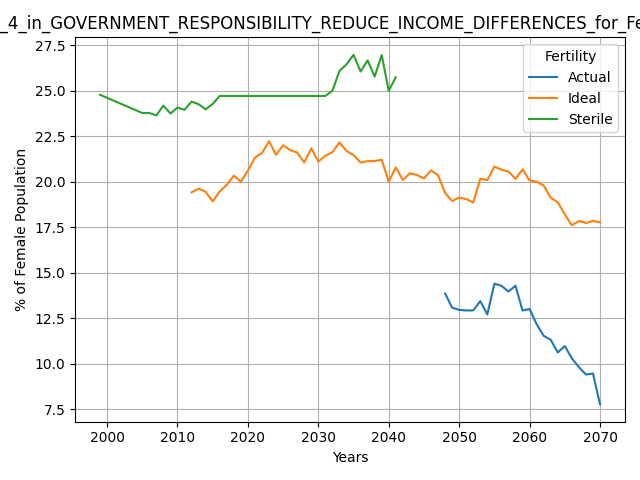 _4_in_GOVERNMENT_RESPONSIBILITY_REDUCE_INCOME_DIFFERENCES_for_Fe
27.5
25.0
22.5
20.0
17.5
15.0
12.5
10.0
7.5
% of Female Population
Fertility
Actual
Ideal
Sterile
2000 2010 2020 2030 2040 2050 2060 2070
Years